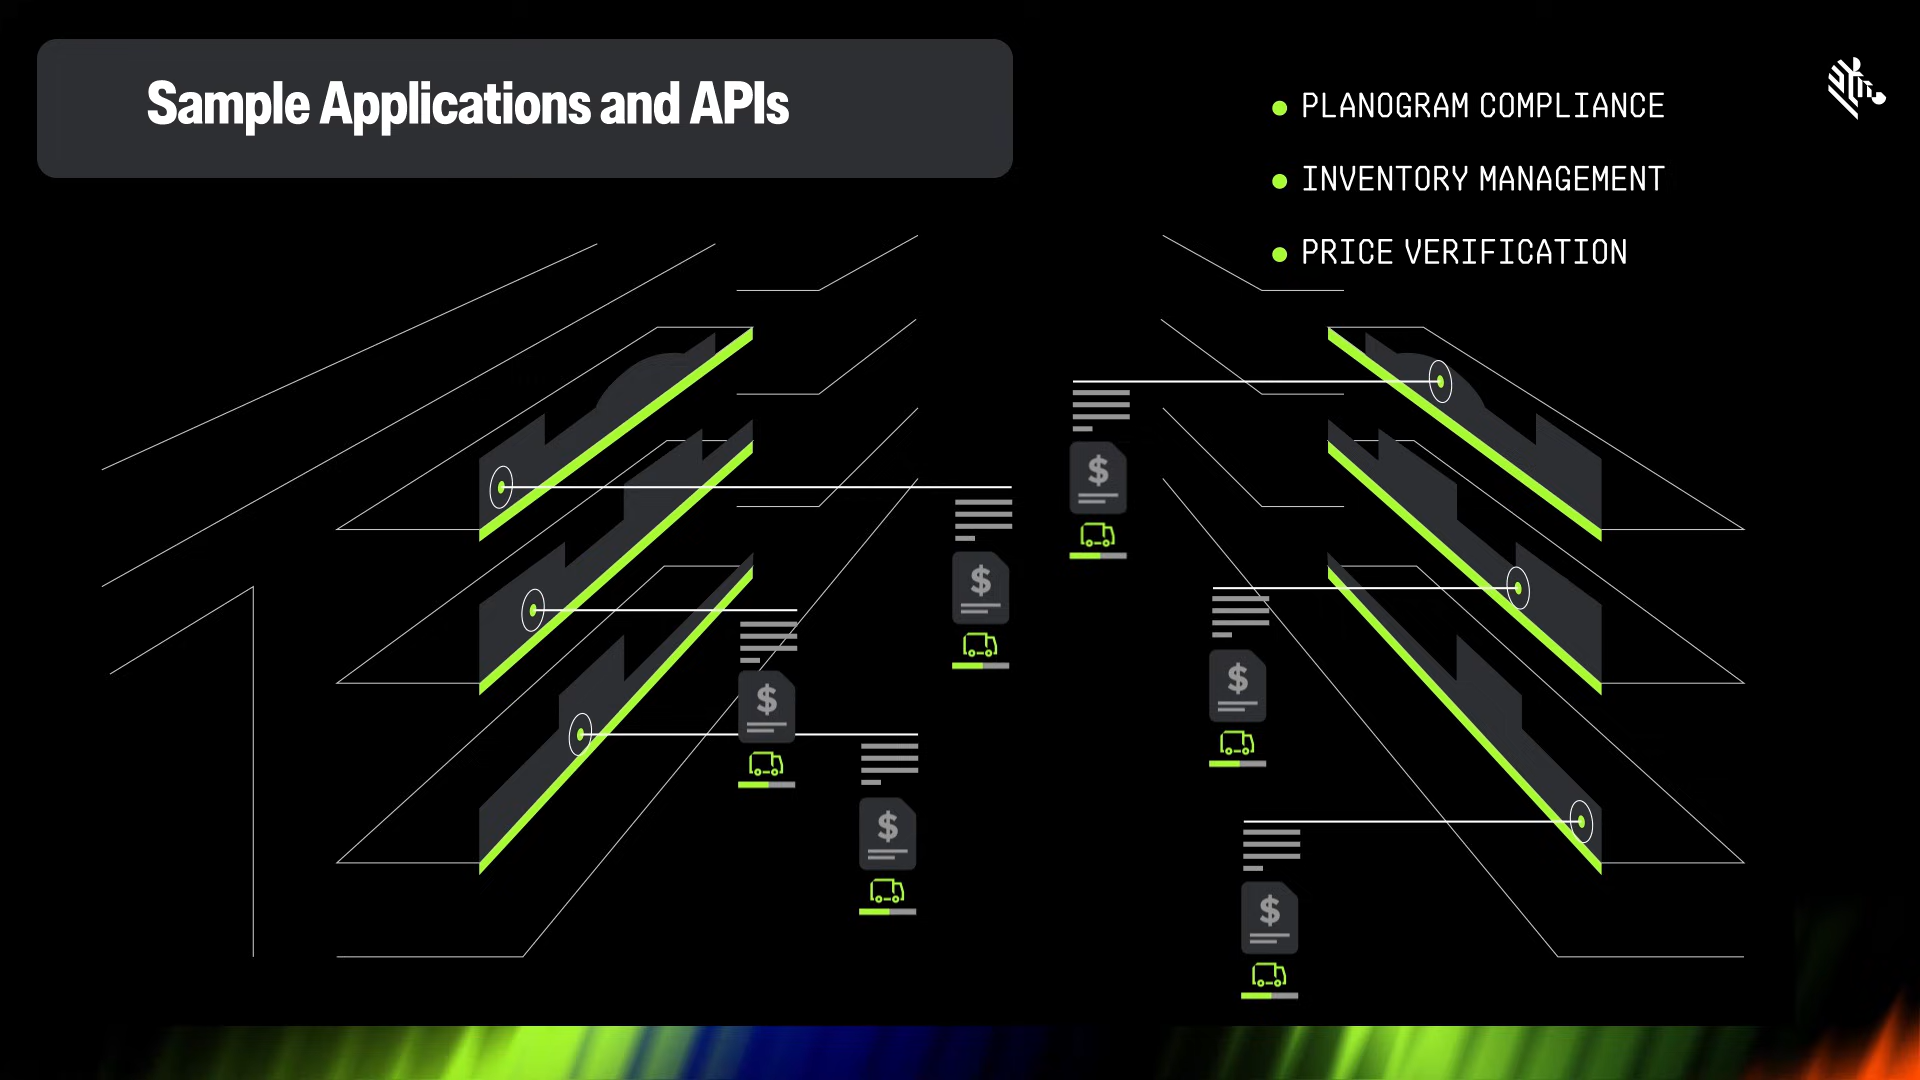 Sample Applications and APIs
PLANOGRAM COMPLIANCE
INVENTORY MANAGEMENT
PRICE VERIFICATION
$
$
$
$
$
$